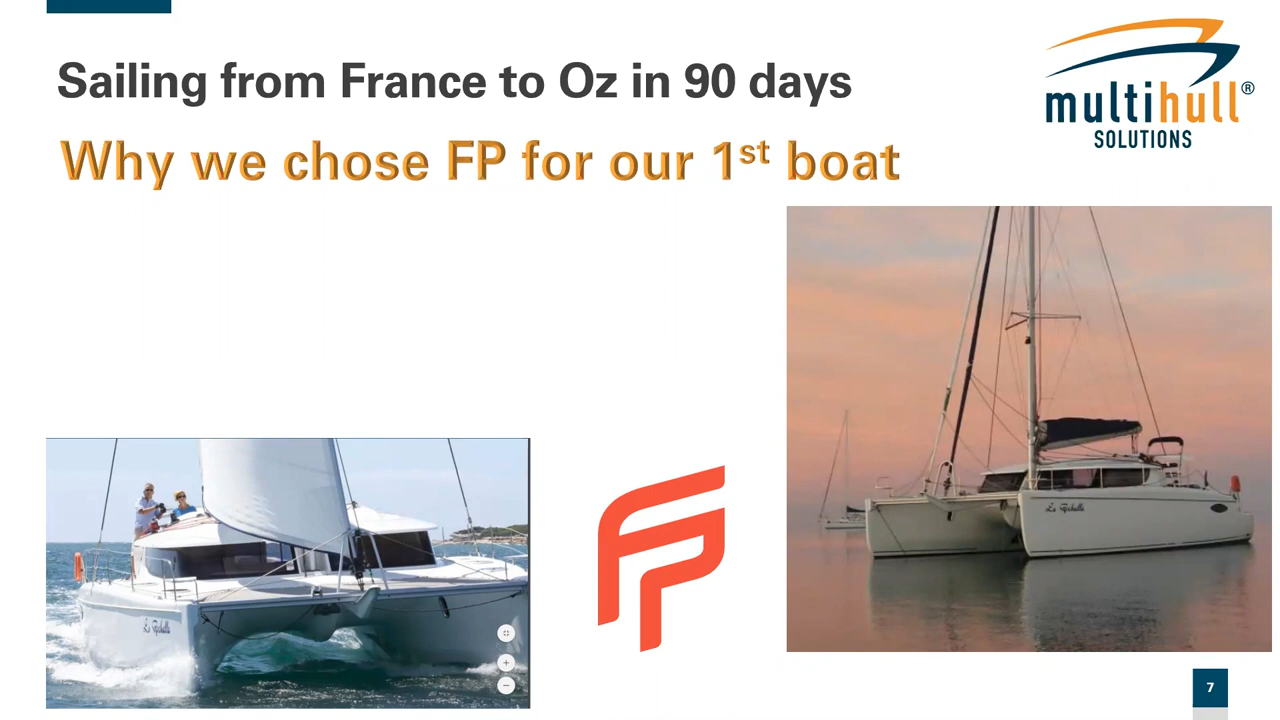 Sailing from France to Oz in 90 days
Why we chose FP for our 1st boat
multihull®
SOLUTIONS
7